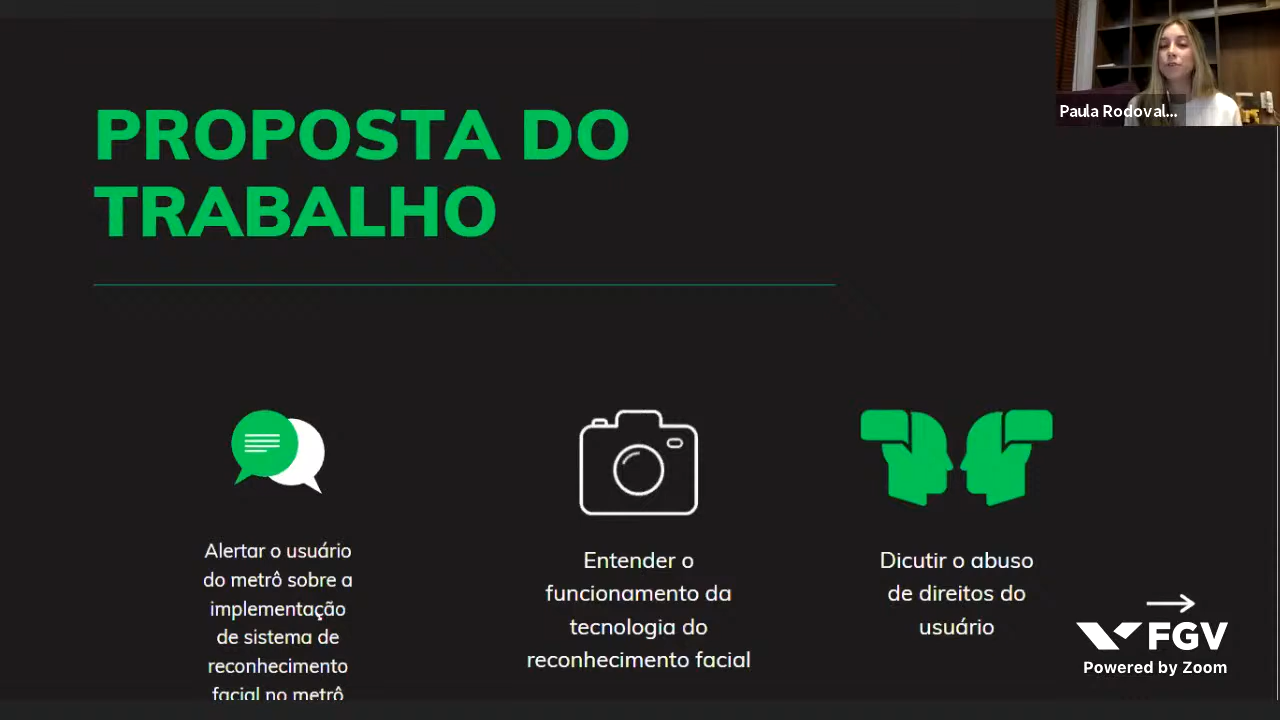 PROPOSTA DO
TRABALHO
Paula Rodoval...
Alertar o usuário
do metrô sobre a
implementação
de sistema de
reconhecimento
facial no metrô
Entender o
funcionamento da
tecnologia do
reconhecimento facial
Dicutir o abuso
de direitos do
usuário
FGV
Powered by Zoom